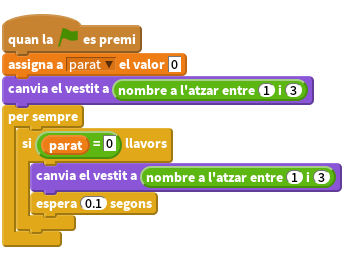 quan la es premi
assigna a parat el valor 0
canvia el vestit a nombre a l'atzar entre 1 i 3
per sempre
si parat = 0 llavors
canvia el vestit a nombre a l'atzar entre 1 i 3
espera 0.1 segons